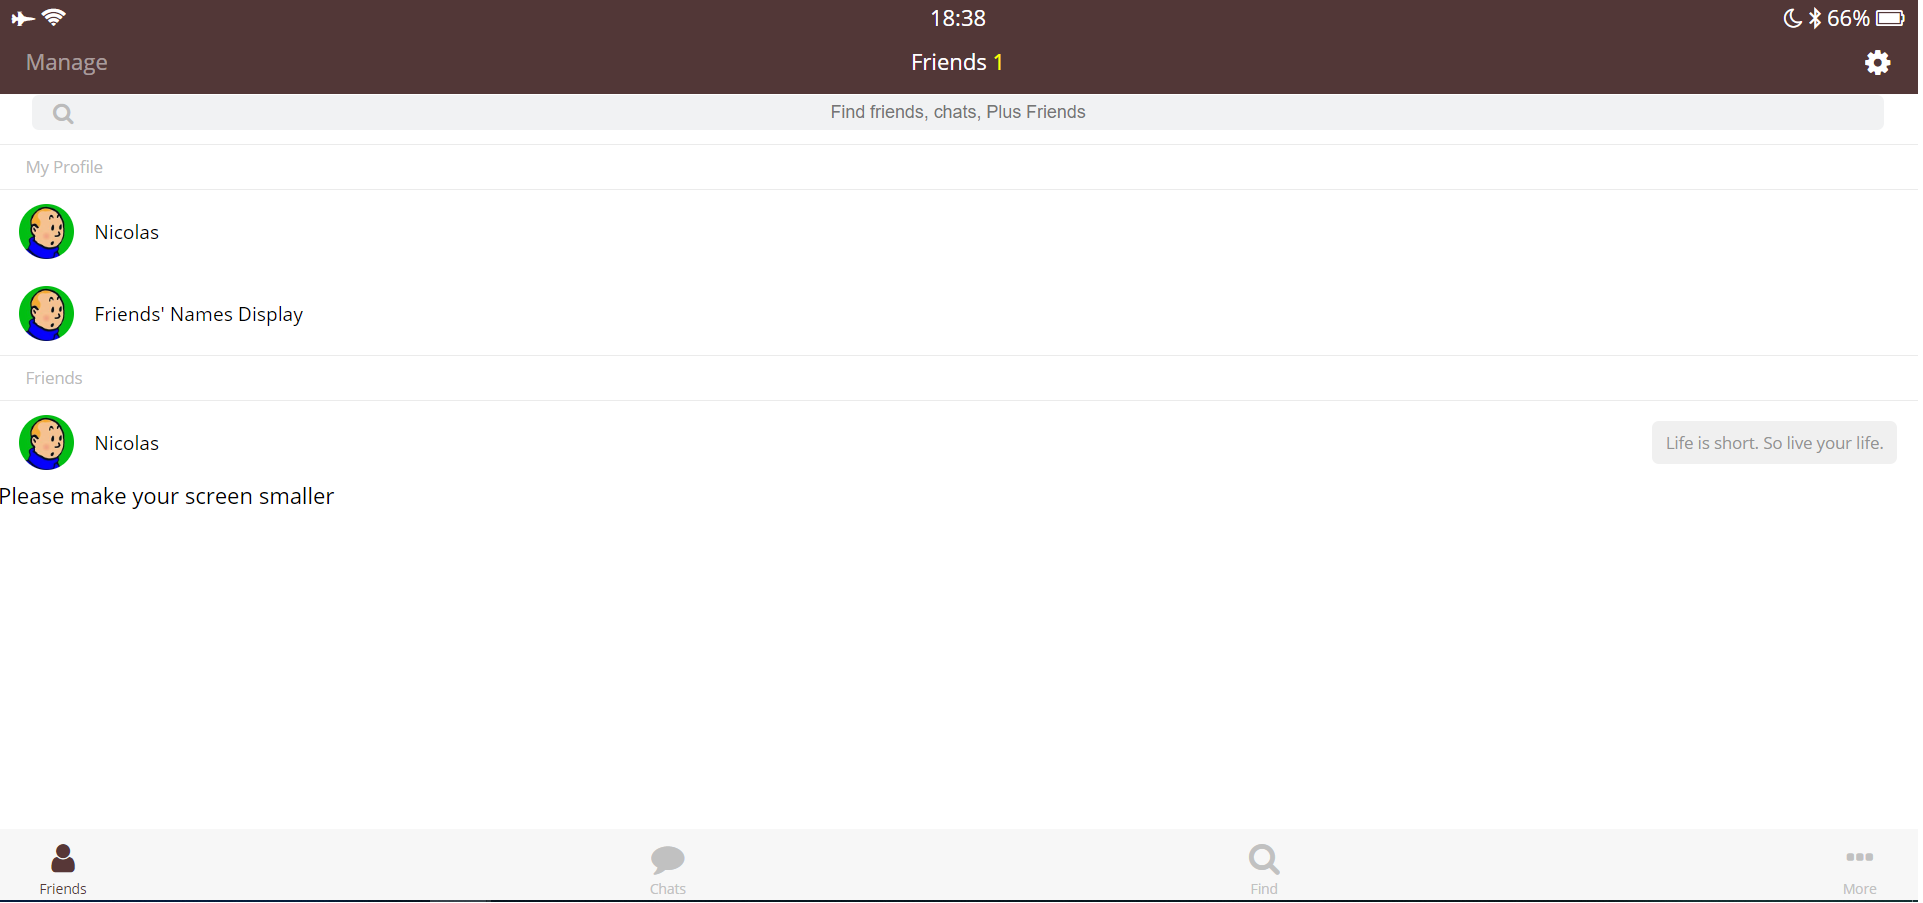 18:38
66%
Manage
Friends 1
Find friends, chats, Plus Friends
My Profile
Nicolas
Friends' Names Display
Friends
Nicolas
Life is short. So live your life.
Please make your screen smaller
Friends
Chats
Find
More